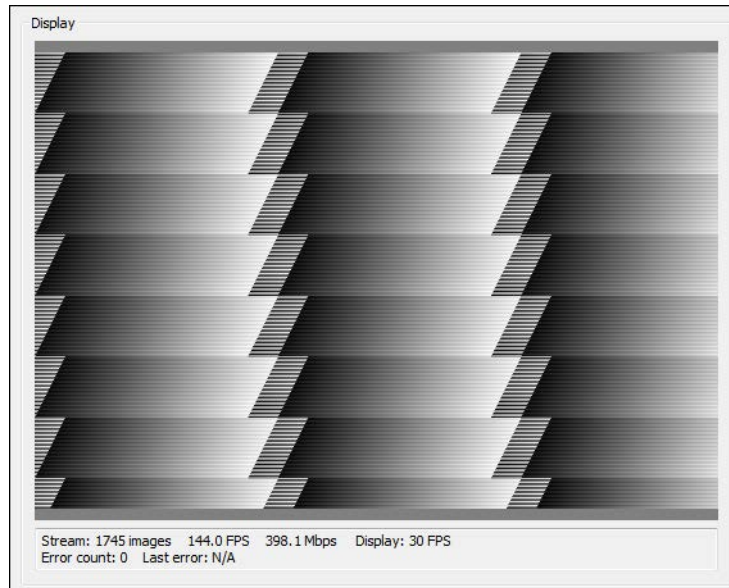 Display
Stream: 1745 images 144.0 FPS 398.1 Mbps Display: 30 FPS
Error count: 0 Last error: N/A